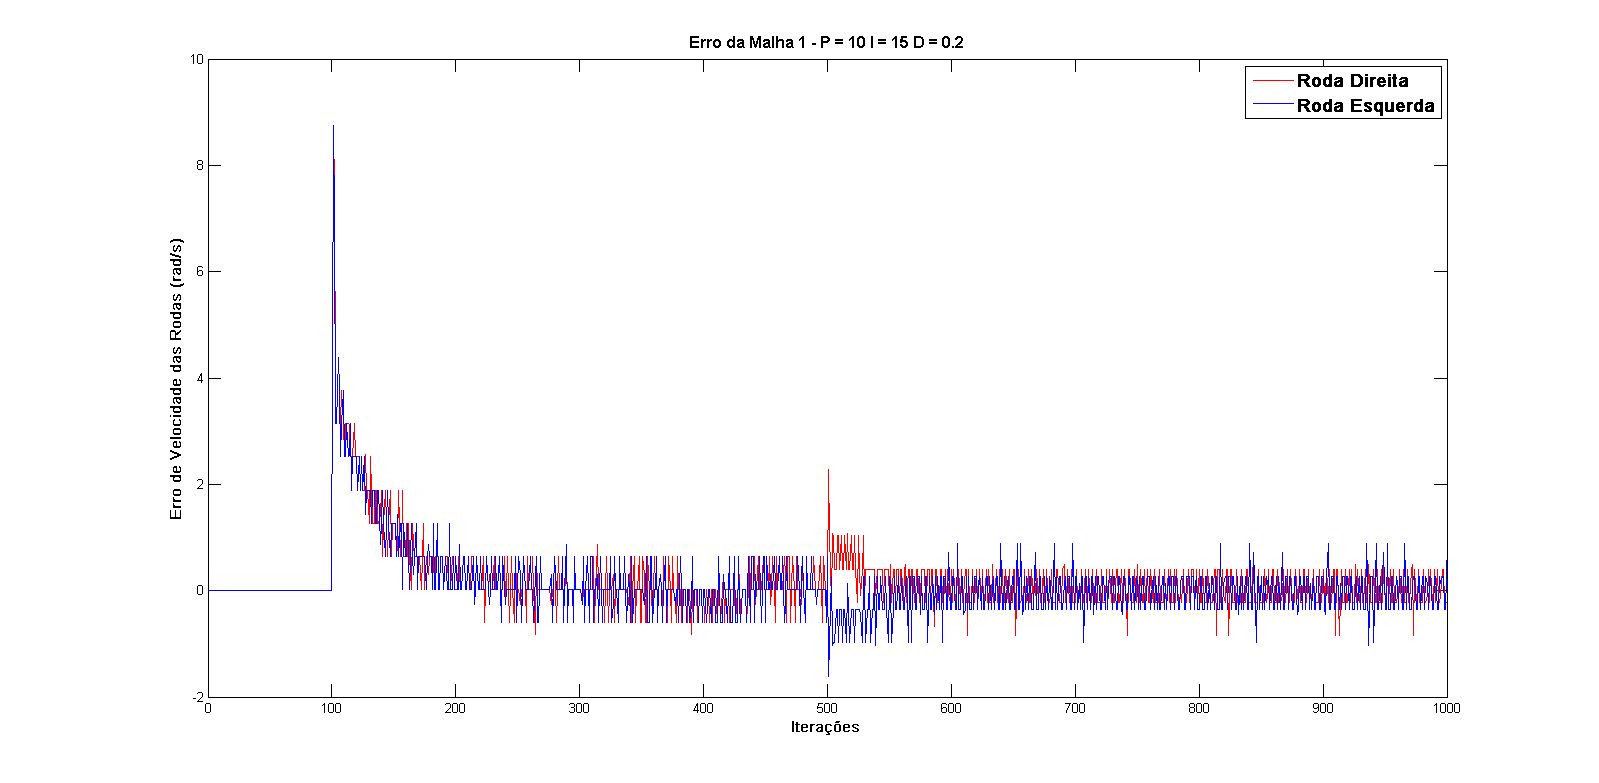 Erro da Malha 1 - P = 10 I = 15 D = 0.2
Roda Direita
Roda Esquerda
Erro de Velocidade das Rodas (rad/s)
10
8
6
4
2
0
-2
0 100 200 300 400 500 600 700 800 900 1000
Iterações